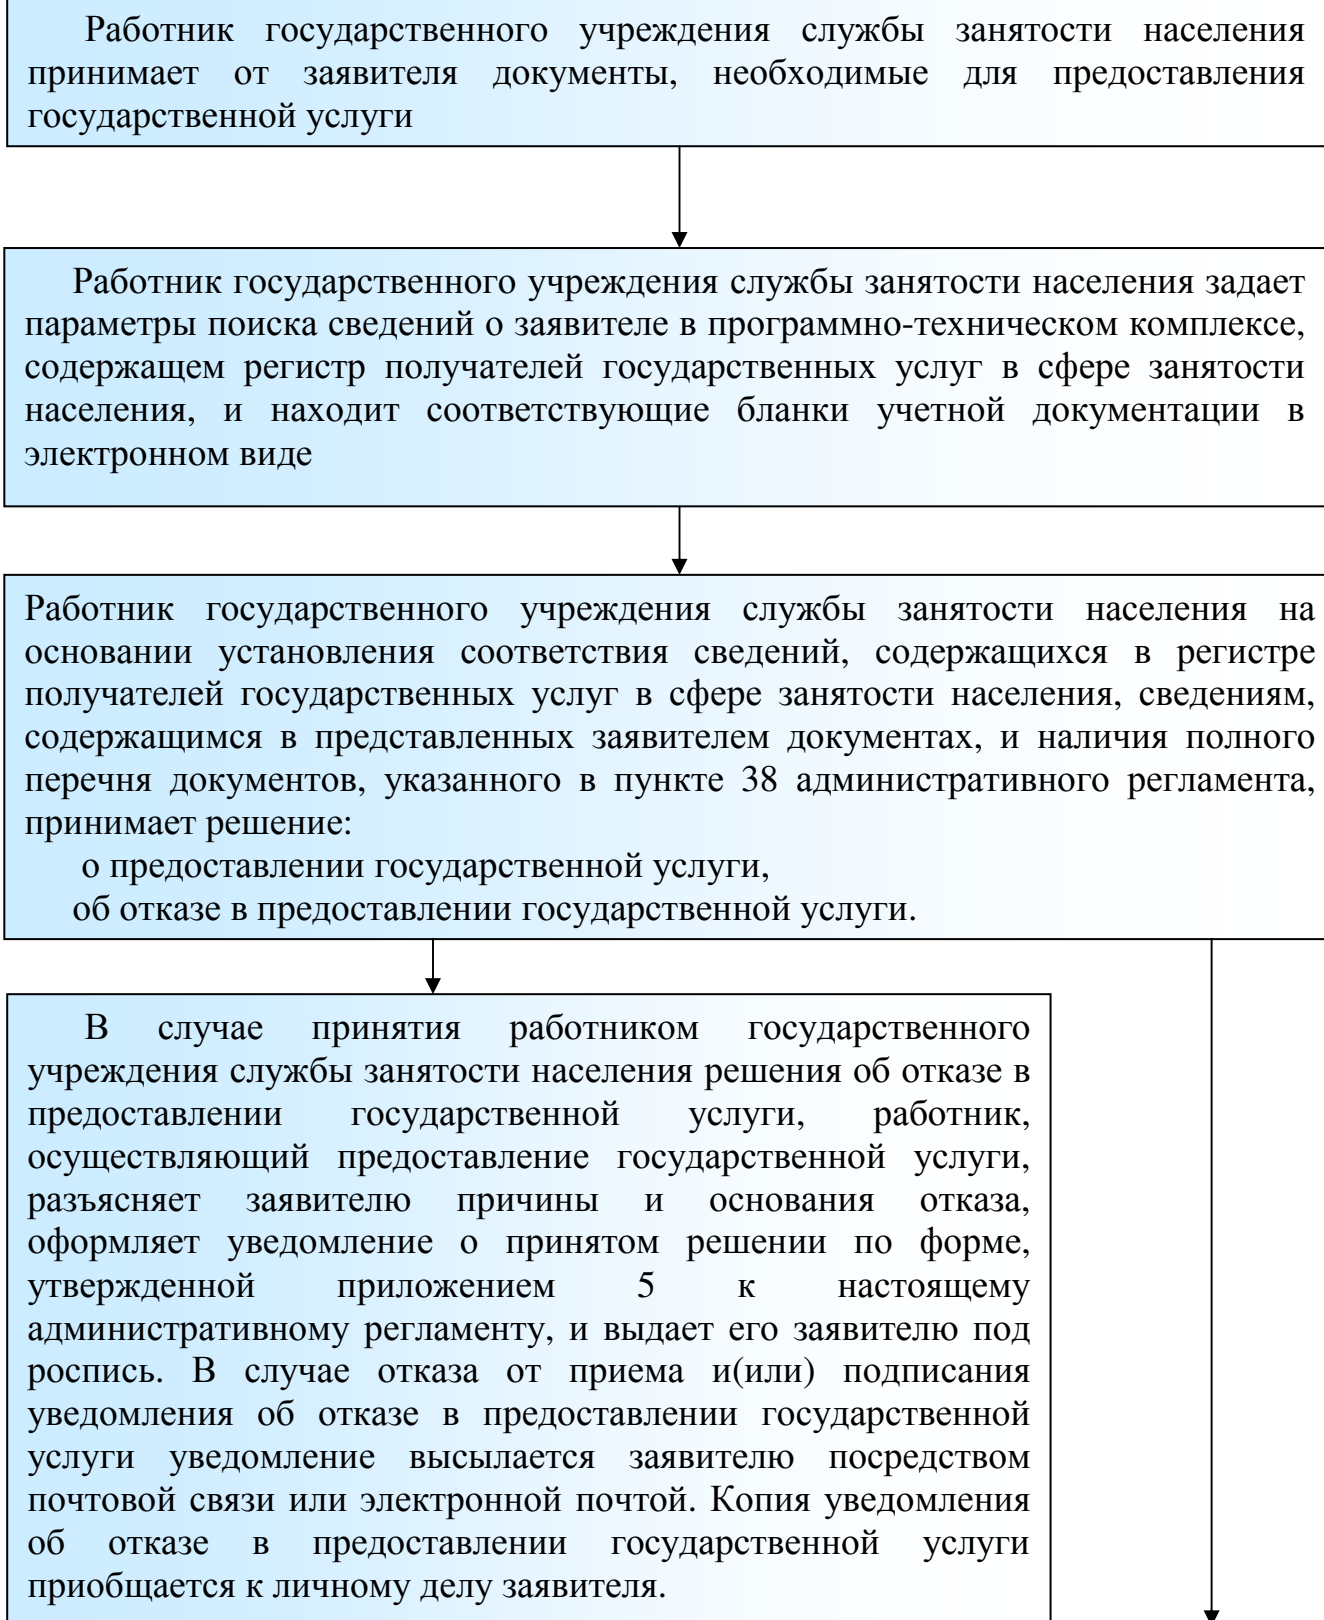 Работник государственного учреждения службы занятости населения
принимает от заявителя документы, необходимые для предоставления
государственной услуги
Работник государственного учреждения службы занятости населения задает
параметры поиска сведений о заявителе в программно-техническом комплексе,
содержащем регистр получателей государственных услуг в сфере занятости
населения, и находит соответствующие бланки учетной документации в
электронном виде
Работник государственного учреждения службы занятости населения на
основании установления соответствия сведений, содержащихся в регистре
получателей государственных услуг в сфере занятости населения, сведениям,
содержащимся в представленных заявителем документах, и наличия полного
перечня документов, указанного в пункте 38 административного регламента,
принимает решение:
о предоставлении государственной услуги,
об отказе в предоставлении государственной услуги.
В случае принятия работником государственного
учреждения службы занятости населения решения об отказе в
предоставлении государственной услуги, работник,
осуществляющий предоставление государственной услуги,
разъясняет заявителю причины и основания отказа,
оформляет уведомление о принятом решении по форме,
утвержденной приложением 5 к настоящему
административному регламенту, и выдает его заявителю под
роспись. В случае отказа от приема и(или) подписания
уведомления об отказе в предоставлении государственной
услуги уведомление высылается заявителю посредством
почтовой связи или электронной почтой. Копия уведомления
об отказе в предоставлении государственной услуги
приобщается к личному делу заявителя.